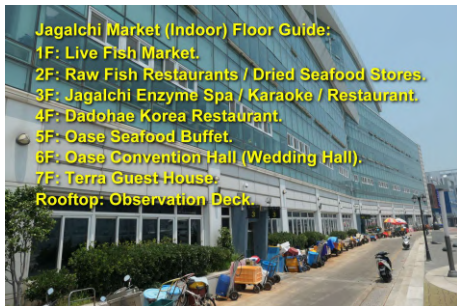 Jagalchi Market (Indoor) Floor Guide:
1F: Live Fish Market.
2F: Raw Fish Restaurants / Dried Seafood Stores.
3F: Jagalchi Enzyme Spa / Karaoke / Restaurant.
4F: Dadohae Korea Restaurant.
5F: Oase Seafood Buffet.
6F: Oase Convention Hall (Wedding Hall).
7F: Terra Guest House.
Rooftop: Observation Deck.